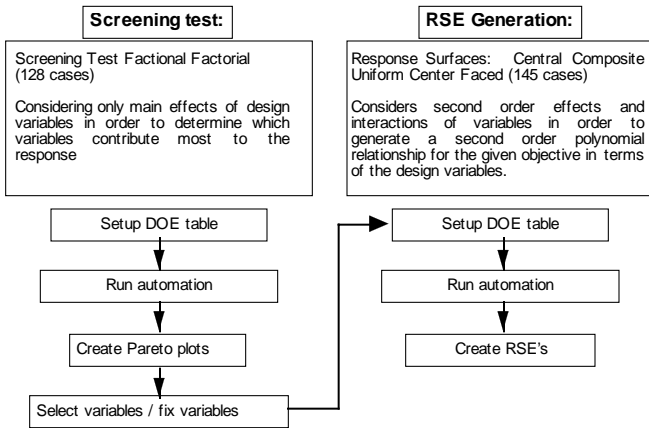 Screening test:
Screening Test Factional Factorial
(128 cases)
Considering only main effects of design
variables in order to determine which
variables contribute most to the
response
Setup DOE table
Run automation
Create Pareto plots
Select variables / fix variables
RSE Generation:
Response Surfaces: Central Composite
Uniform Center Faced (145 cases)
Considers second order effects and
interactions of variables in order to
generate a second order polynomial
relationship for the given objective in terms
of the design variables.
Setup DOE table
Run automation
Create RSE's